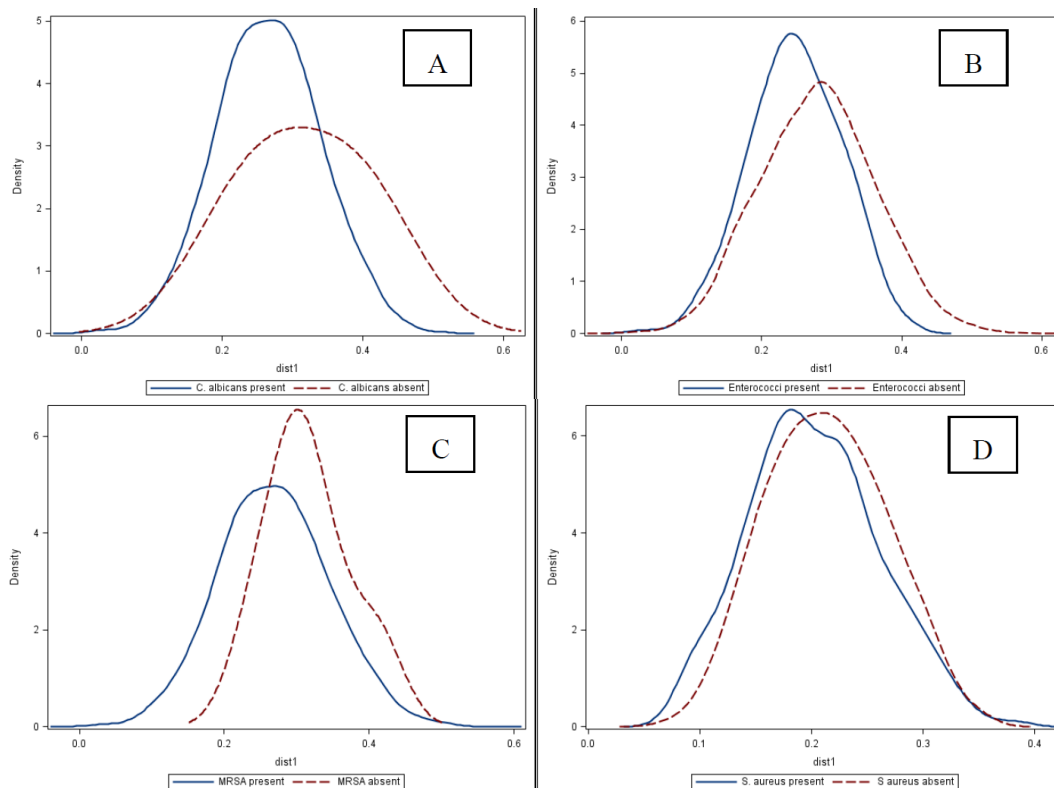 A
5
4
3
2
1
0
Density
0.0 0.2 0.4 0.6
dist1
C. albicans present C. albicans absent
B
6
5
4
3
2
1
0
Density
0.0 0.2 0.4 0.6
dist1
Enterococci present Enterococci absent
C
6
4
2
0
Density
0.0 0.2 0.4 0.6
dist1
MRSA present MRSA absent
D
6
4
2
0
Density
0.0 0.1 0.2 0.3 0.4
dist1
S. aureus present S aureus absent